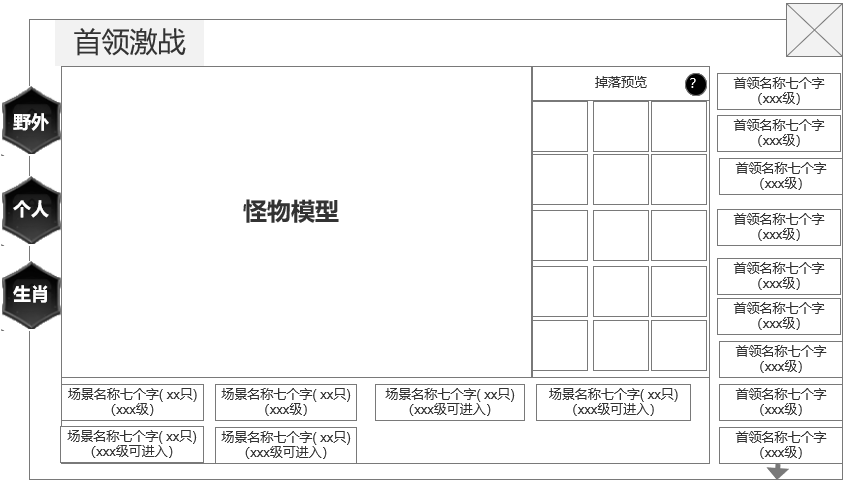 首领激战
野外
个人
生肖
怪物模型
掉落预览
?
首领名称七个字
(xxx级)
首领名称七个字
(xxx级)
首领名称七个字
(xxx级)
首领名称七个字
(xxx级)
首领名称七个字
(xxx级)
首领名称七个字
(xxx级)
首领名称七个字
(xxx级)
首领名称七个字
(xxx级)
首领名称七个字
(xxx级)
场景名称七个字( xx只)
(xxx级)
场景名称七个字( xx只)
(xxx级)
场景名称七个字( xx只)
(xxx级可进入)
场景名称七个字( xx只)
(xxx级可进入)
场景名称七个字( xx只)
(xxx级可进入)
场景名称七个字( xx只)
(xxx级可进入)